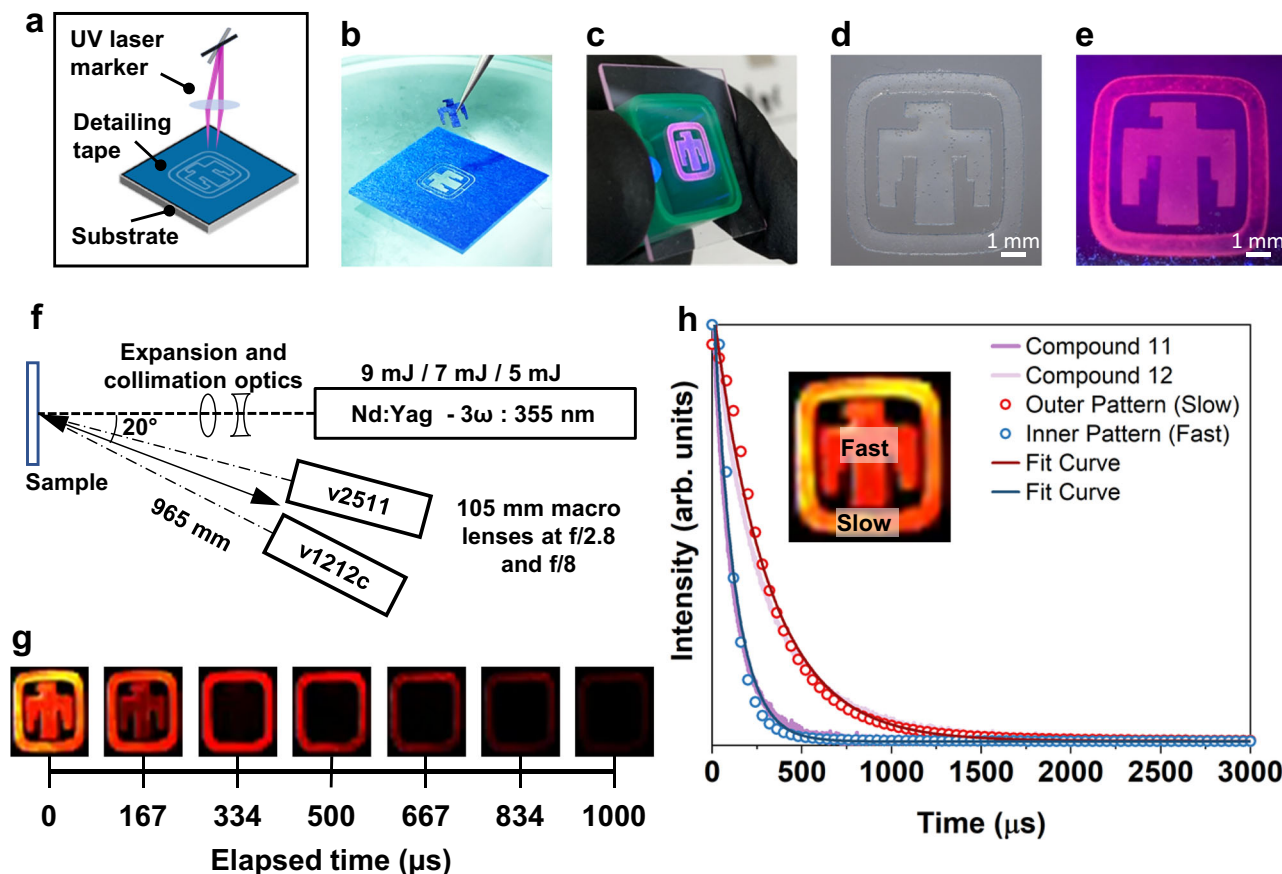 a
UV laser
marker
Detailing
tape
Substrate
b
c
d
1 mm
e
1 mm
f
Expansion and
collimation optics
9 mJ / 7 mJ / 5 mJ
Nd:Yag - 3ω : 355 nm
20°
Sample
965 mm
v2511
v1212c
105 mm macro
lenses at f/2.8
and f/8
g
0 167 334 500 667 834 1000
Elapsed time (µs)
h
Intensity (arb. units)
Compound 11
Compound 12
Outer Pattern (Slow)
Inner Pattern (Fast)
Fit Curve
Fit Curve
Fast
Slow
0 500 1000 1500 2000 2500 3000
Time (µs)